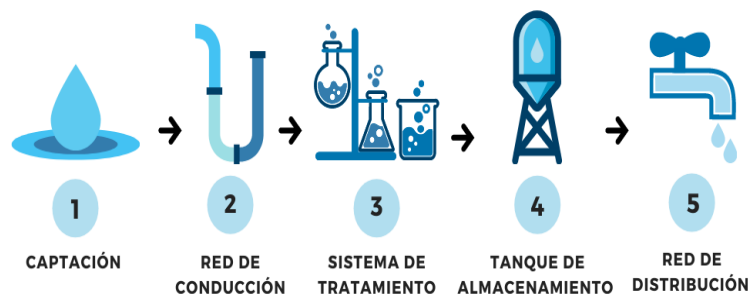 1
CAPTACIÓN
2
RED DE
CONDUCCIÓN
3
SISTEMA DE
TRATAMIENTO
4
TANQUE DE
ALMACENAMIENTO
5
RED DE
DISTRIBUCIÓN